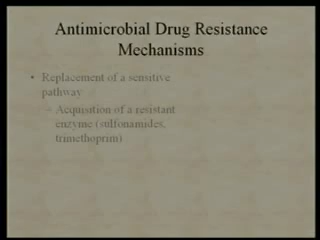 Antimicrobial Drug Resistance
Mechanisms
• Replacement of a sensitive
pathway
– Acquisition of a resistant
enzyme (sulfonamides,
trimethoprim)